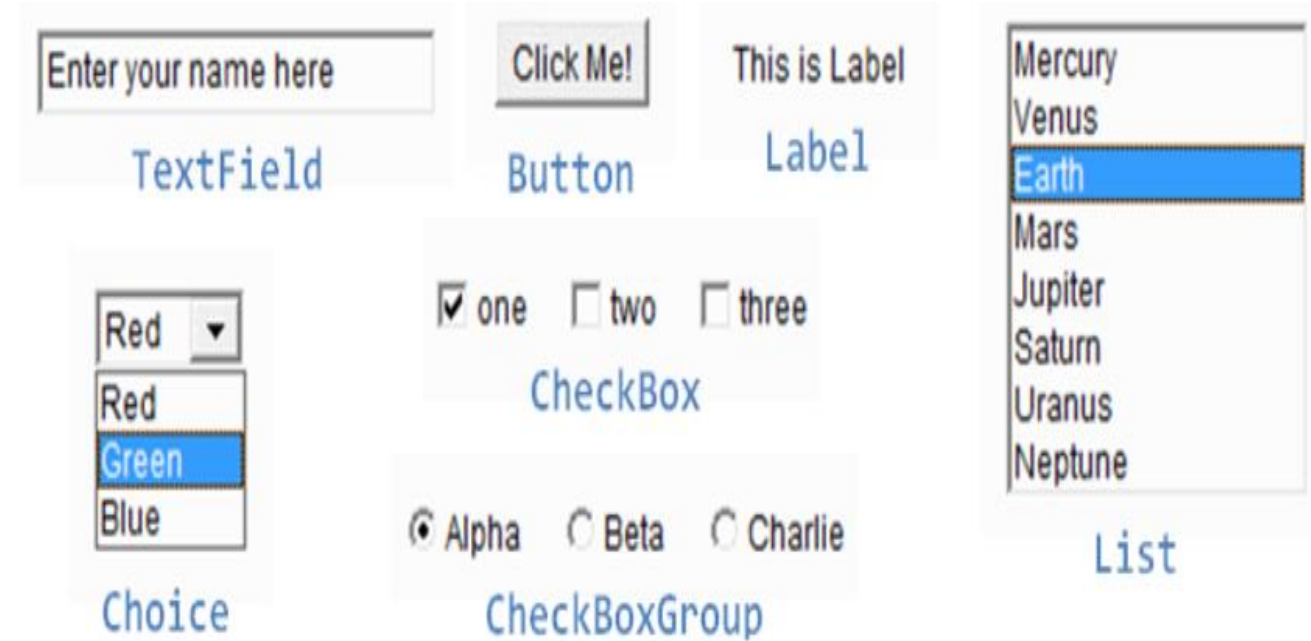 Enter your name here
TextField
Click Me!
Button
This is Label
Label
Mercury
Venus
Earth
Mars
Jupiter
Saturn
Uranus
Neptune
List
Red
Red
Green
Blue
Choice
one two three
CheckBox
Alpha Beta Charlie
CheckBoxGroup